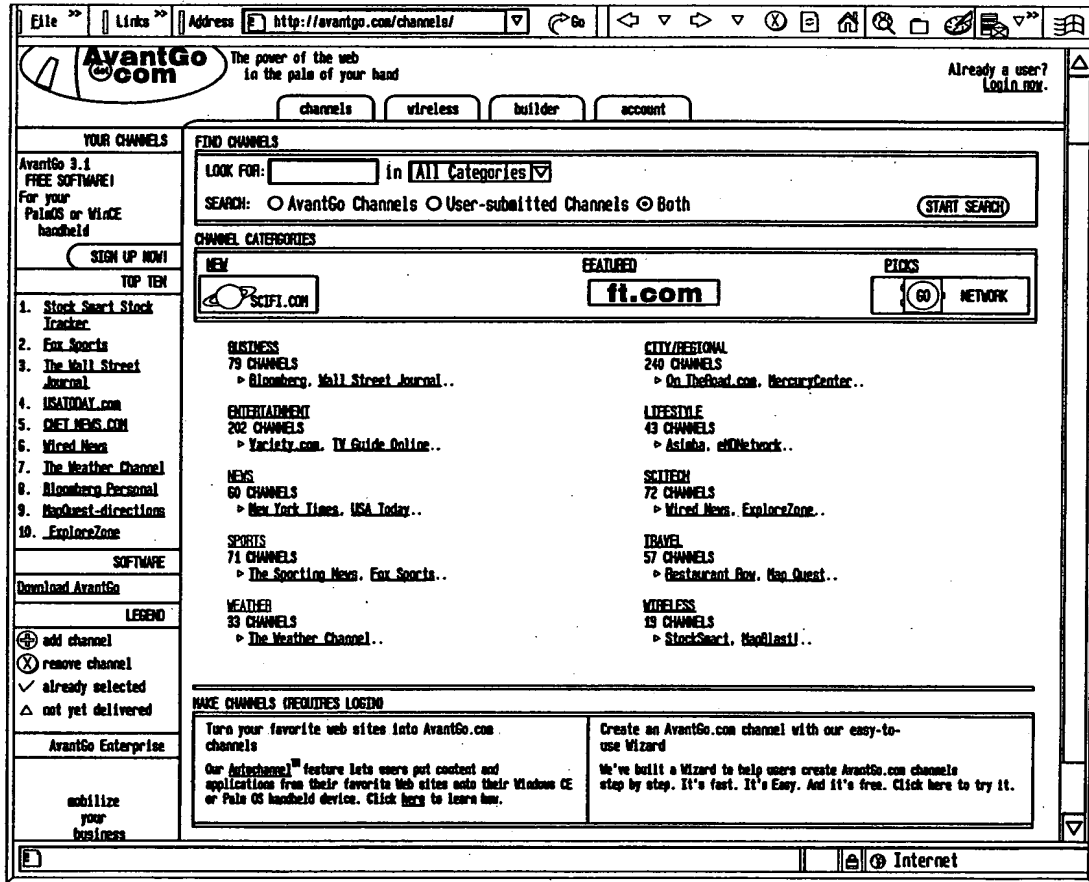 File » Links » Address http://avantgo.com/channels/ Go »
AvantGo
dot com
The power of the web
in the palm of your hand
Already a user?
Login now.
channels wireless builder account
YOUR CHANNELS
AvantGo 3.1
FREE SOFTWARE!
For your
PalmOS or WinCE
handheld
SIGN UP NOW!
TOP TEN
1. Stock Smart Stock
Tracker
2. Fox Sports
3. The Wall Street
Journal
4. USATODAY.com
5. CNET NEWS.COM
6. Wired News
7. The Weather Channel
8. Bloomberg Personal
9. MapQuest-directions
10. ExploreZone
SOFTWARE
Download AvantGo
LEGEND
add channel
remove channel
already selected
not yet delivered
AvantGo Enterprise
mobilize
your
business
FIND CHANNELS
LOOK FOR: in All Categories
SEARCH: AvantGo Channels User-submitted Channels Both START SEARCH
CHANNEL CATERGORIES
NEW FEATURED PICKS
SCIFI.COM ft.com GO NETWORK
BUSINESS
79 CHANNELS
Bloomberg, Wall Street Journal..
ENTERTAINMENT
202 CHANNELS
Variety.com, TV Guide Online..
NEWS
60 CHANNELS
New York Times, USA Today..
SPORTS
71 CHANNELS
The Sporting News, Fox Sports..
WEATHER
33 CHANNELS
The Weather Channel..
CITY/REGIONAL
240 CHANNELS
On TheRoad.com, MercuryCenter..
LIFESTYLE
43 CHANNELS
Asimba, eMDNetwork..
SCITECH
72 CHANNELS
Wired News, ExploreZone..
TRAVEL
57 CHANNELS
Restaurant Row, Map Quest..
WIRELESS
19 CHANNELS
StockSmart, MapBlast!..
MAKE CHANNELS (REQUIRES LOGIN)
Turn your favorite web sites into AvantGo.com
channels
Our Autochannel feature lets users put content and
applications from their favorite Web sites onto their Windows CE
or Palm OS handheld device. Click here to learn how.
Create an AvantGo.com channel with our easy-to-
use Wizard
We've built a Wizard to help users create AvantGo.com channels
step by step. It's fast. It's Easy. And it's free. Click here to try it.
Internet